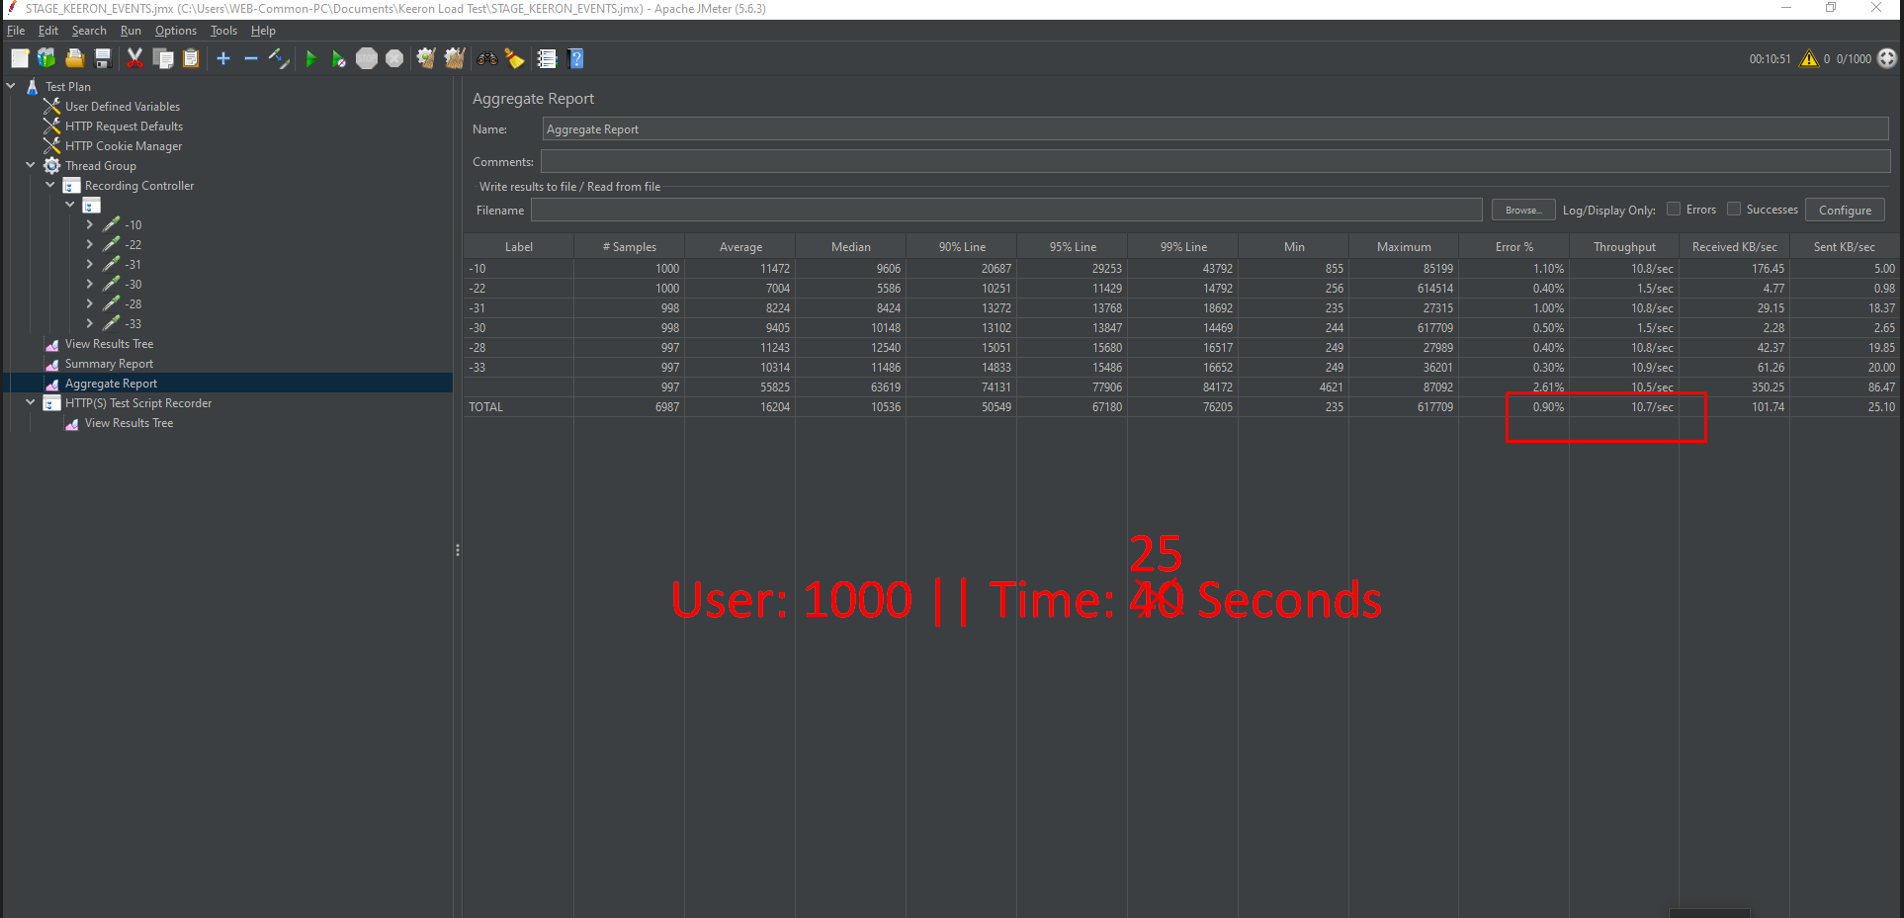 STAGE_KEERON_EVENTS.jmx (C:\Users\WEB-Common-PC\Documents\Keeron Load Test\STAGE_KEERON_EVENTS.jmx) - Apache JMeter (5.6.3)
File Edit Search Run Options Tools Help
STOP 00:10:51 0 0/1000
Test Plan
User Defined Variables
HTTP Request Defaults
HTTP Cookie Manager
Thread Group
Recording Controller
-10
-22
-31
-30
-28
-33
View Results Tree
Summary Report
Aggregate Report
HTTP(S) Test Script Recorder
View Results Tree
Aggregate Report
Name: Aggregate Report
Comments:
Write results to file / Read from file
Filename Browse... Log/Display Only: Errors Successes Configure
Label # Samples Average Median 90% Line 95% Line 99% Line Min Maximum Error % Throughput Received KB/sec Sent KB/sec
-10 1000 11472 9606 20687 29253 43792 855 85199 1.10% 10.8/sec 176.45 5.00
-22 1000 7004 5586 10251 11429 14792 256 614514 0.40% 1.5/sec 4.77 0.98
-31 998 8224 8424 13272 13768 18692 235 27315 1.00% 10.8/sec 29.15 18.37
-30 998 9405 10148 13102 13847 14469 244 617709 0.50% 1.5/sec 2.28 2.65
-28 997 11243 12540 15051 15680 16517 249 27989 0.40% 10.8/sec 42.37 19.85
-33 997 10314 11486 14833 15486 16652 249 36201 0.30% 10.9/sec 61.26 20.00
997 55825 63619 74131 77906 84172 4621 87092 2.61% 10.5/sec 350.25 86.47
TOTAL 6987 16204 10536 50549 67180 76205 235 617709 0.90% 10.7/sec 101.74 25.10
25
User: 1000 || Time: 40 Seconds